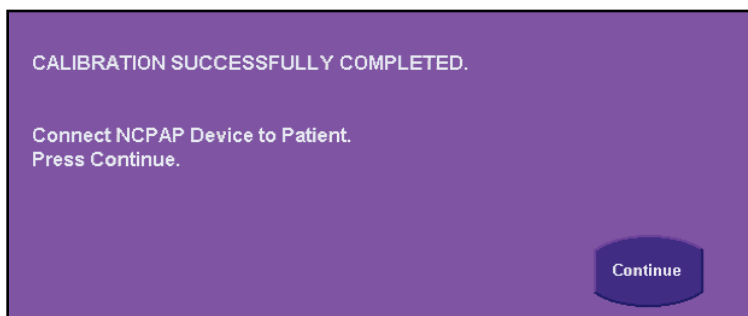 CALIBRATION SUCCESSFULLY COMPLETED.
Connect NCPAP Device to Patient.
Press Continue.
Continue